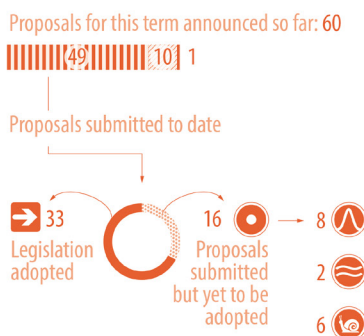 Proposals for this term announced so far: 60
49 10 1
Proposals submitted to date
33
Legislation
adopted
16
Proposals
submitted
but yet to be
adopted
8
2
6